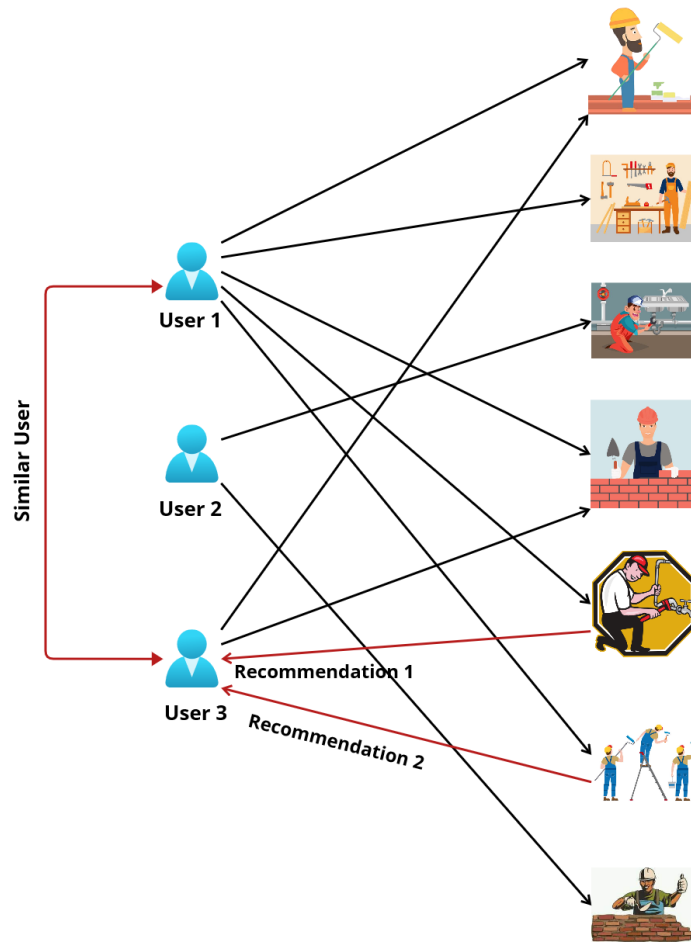 User 1
Similar User
User 2
Recommendation 1
User 3
Recommendation 2